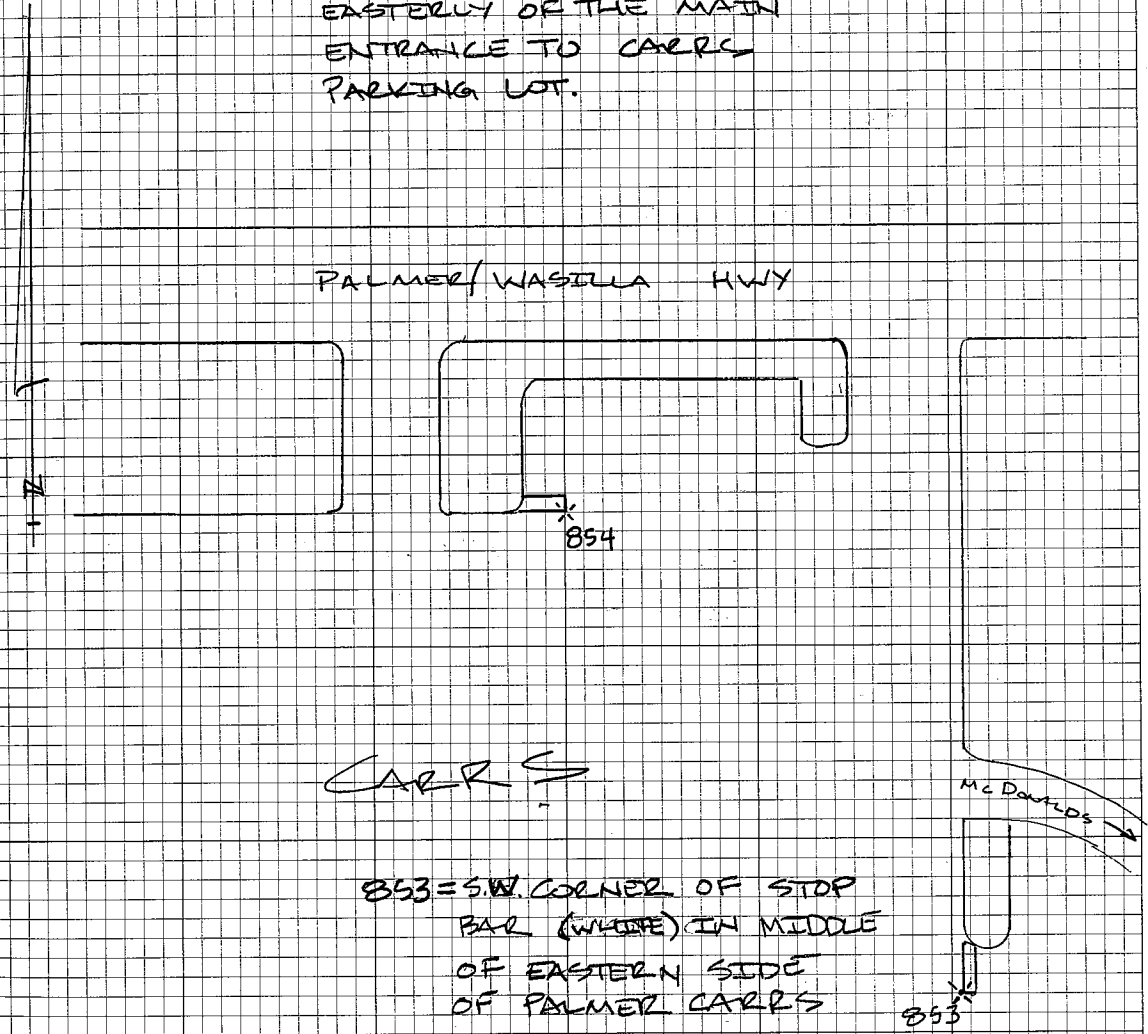 EASTERLY OF THE MAIN
ENTRANCE TO CARRS
PARKING LOT.
PALMER/WASILLA HWY
N
854
CARRS
McDONALDS
853 = S.W. CORNER OF STOP
BAR (WHITE) IN MIDDLE
OF EASTERN SIDE
OF PALMER CARRS
853